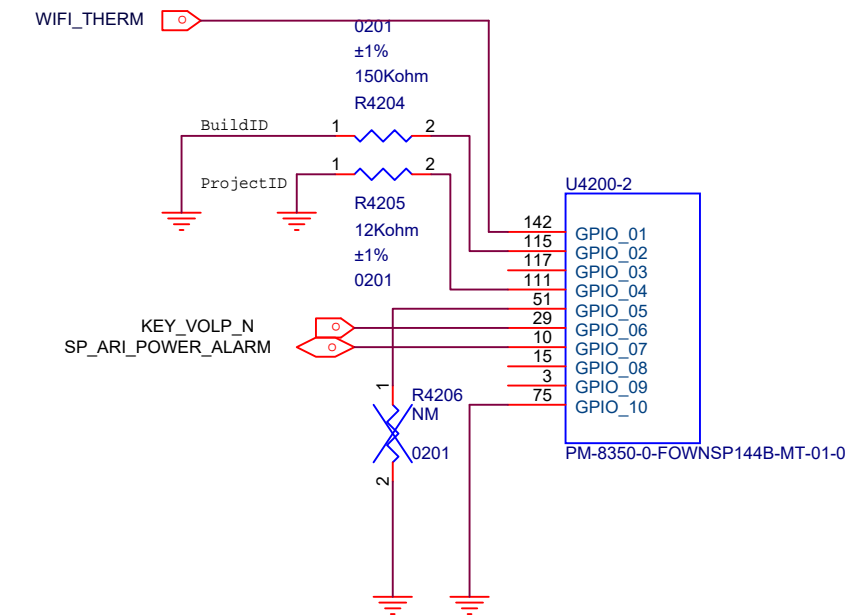 WIFI_THERM
0201
±1%
150Kohm
R4204
BuildID
1
2
1
2
ProjectID
R4205
12Kohm
±1%
0201
U4200-2
142
GPIO_01
115
GPIO_02
117
GPIO_03
111
GPIO_04
51
GPIO_05
29
GPIO_06
10
GPIO_07
15
GPIO_08
3
GPIO_09
75
GPIO_10
KEY_VOLP_N
SP_ARI_POWER_ALARM
1
R4206
NM
0201
2
PM-8350-0-FOWNSP144B-MT-01-0